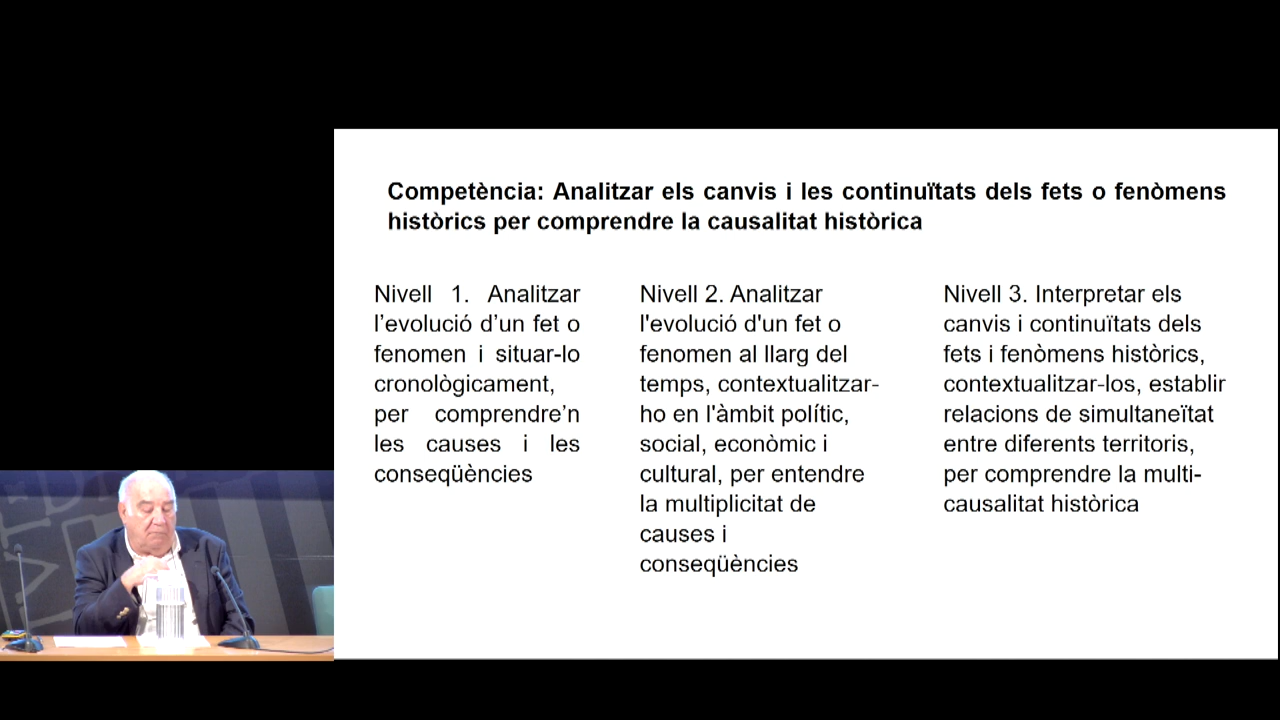 Competència: Analitzar els canvis i les continuïtats dels fets o fenòmens
històrics per comprendre la causalitat històrica
Nivell 1. Analitzar
l’evolució d’un fet o
fenomen i situar-lo
cronològicament,
per comprendre’n
les causes i les
conseqüències
Nivell 2. Analitzar
l'evolució d'un fet o
fenomen al llarg del
temps, contextualitzar-
ho en l'àmbit polític,
social, econòmic i
cultural, per entendre
la multiplicitat de
causes i
conseqüències
Nivell 3. Interpretar els
canvis i continuïtats dels
fets i fenòmens històrics,
contextualitzar-los, establir
relacions de simultaneïtat
entre diferents territoris,
per comprendre la multi-
causalitat històrica